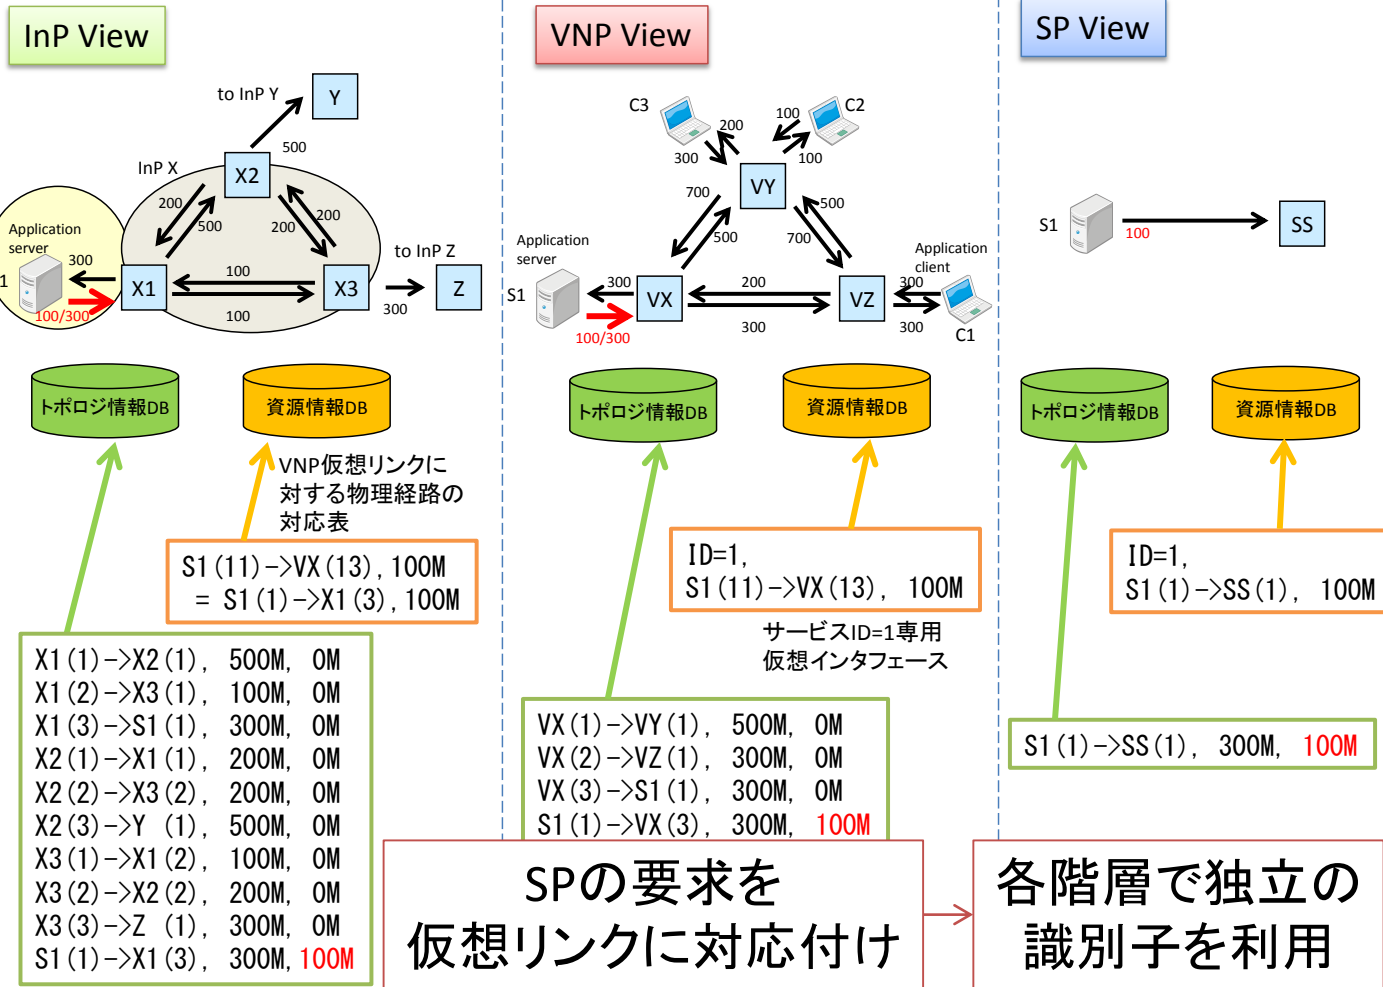 InP View
to InP Y
Y
500
InP X
X2
200
500
200
200
Application
server
300
to InP Z
1
X1
100
X3
Z
100/300
100
300
トポロジ情報DB
資源情報DB
VNP仮想リンクに
対する物理経路の
対応表
S1(11)->VX(13),100M
= S1(1)->X1(3),100M
X1(1)->X2(1), 500M, 0M
X1(2)->X3(1), 100M, 0M
X1(3)->S1(1), 300M, 0M
X2(1)->X1(1), 200M, 0M
X2(2)->X3(2), 200M, 0M
X2(3)->Y (1), 500M, 0M
X3(1)->X1(2), 100M, 0M
X3(2)->X2(2), 200M, 0M
X3(3)->Z (1), 300M, 0M
S1(1)->X1(3), 300M, 100M
VNP View
C3
C2
200
100
300
100
VY
700
500
500
700
Application
server
Application
client
300
200
300
S1
VX
VZ
100/300
300
300
C1
トポロジ情報DB
資源情報DB
ID=1,
S1(11)->VX(13), 100M
サービスID=1専用
仮想インタフェース
VX(1)->VY(1), 500M, 0M
VX(2)->VZ(1), 300M, 0M
VX(3)->S1(1), 300M, 0M
S1(1)->VX(3), 300M, 100M
SP View
S1
100
SS
トポロジ情報DB
資源情報DB
ID=1,
S1(1)->SS(1), 100M
S1(1)->SS(1), 300M, 100M
SPの要求を
仮想リンクに対応付け
各階層で独立の
識別子を利用